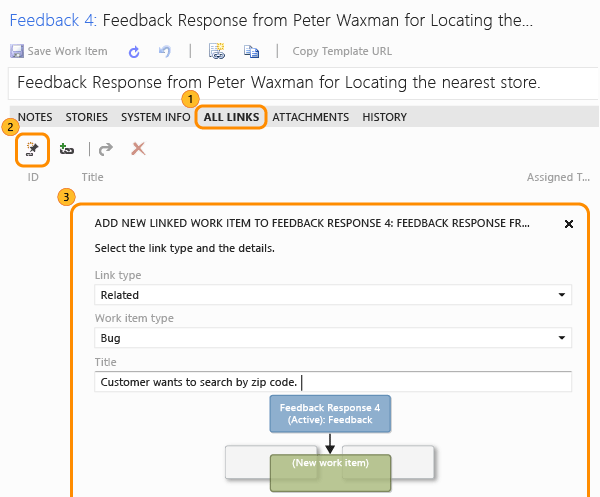 Feedback 4: Feedback Response from Peter Waxman for Locating the...
Save Work Item Copy Template URL
Feedback Response from Peter Waxman for Locating the nearest store.
1
NOTES STORIES SYSTEM INFO ALL LINKS ATTACHMENTS HISTORY
2
ID Title Assigned T...
3
ADD NEW LINKED WORK ITEM TO FEEDBACK RESPONSE 4: FEEDBACK RESPONSE FR...
Select the link type and the details.
Link type
Related
Work item type
Bug
Title
Customer wants to search by zip code.
Feedback Response 4
(Active): Feedback
(New work item)